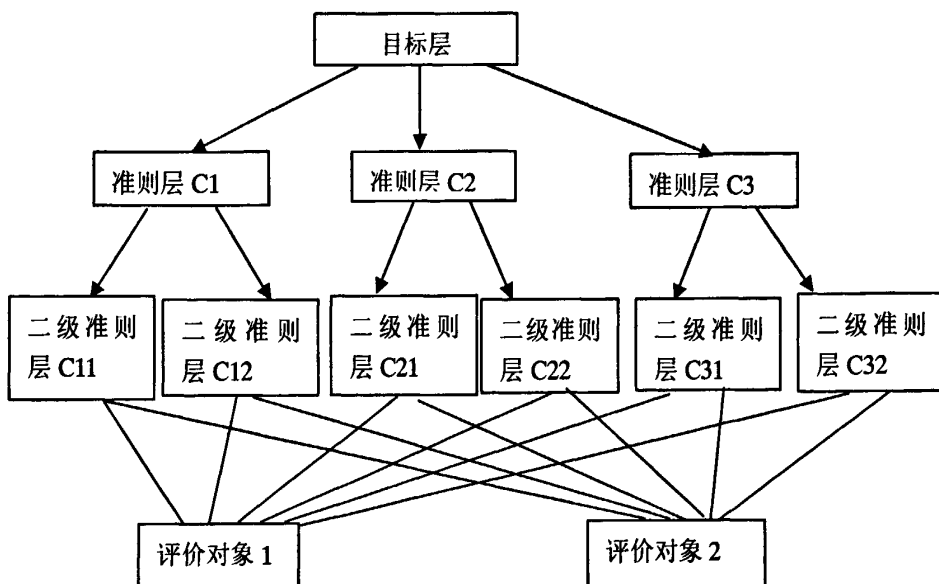 目标层
准则层 C1
准则层 C2
准则层 C3
二级准则
层 C11
二级准则
层 C12
二级准则
层 C21
二级准则
层 C22
二级准则
层 C31
二级准则
层 C32
评价对象 1
评价对象 2